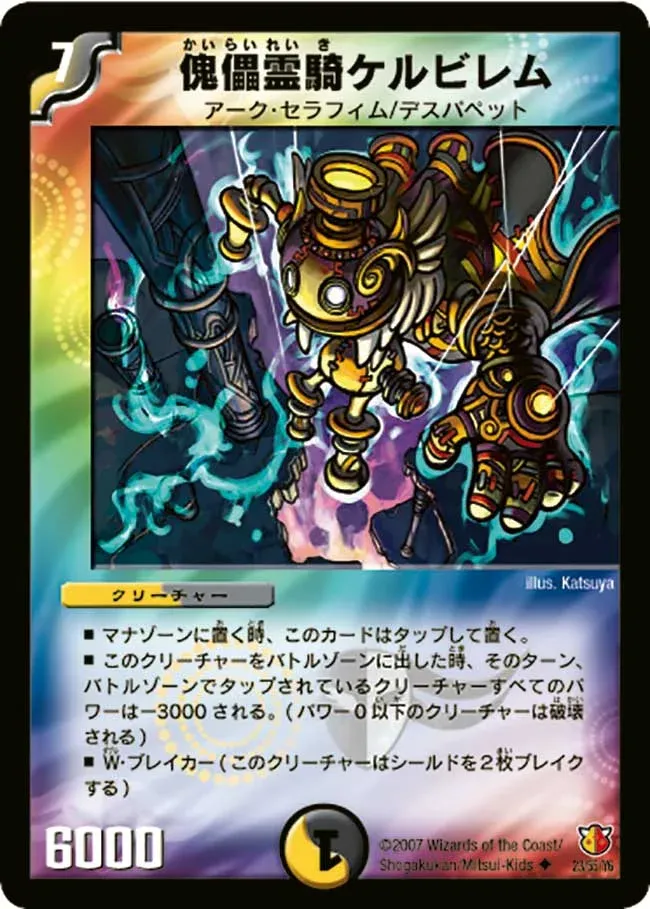 7
かいらいれいき
傀儡霊騎ケルビレム
アーク·セラフィム/デスパペット
illus. Katsuya
クリーチャー
■ マナゾーンに置く時、このカードはタップして置く。
■ このクリーチャーをバトルゾーンに出した時、そのターン、
バトルゾーンでタップされているクリーチャーすべてのパ
ワーは−3000 される。(パワー0以下のクリーチャーは破壊
される)
■ W·ブレイカー(このクリーチャーはシールドを2枚ブレイク
する)
6000
1
©2007 Wizards of the Coast/
Shogakukan/Mitsui-Kids ◆
23/55 Y6